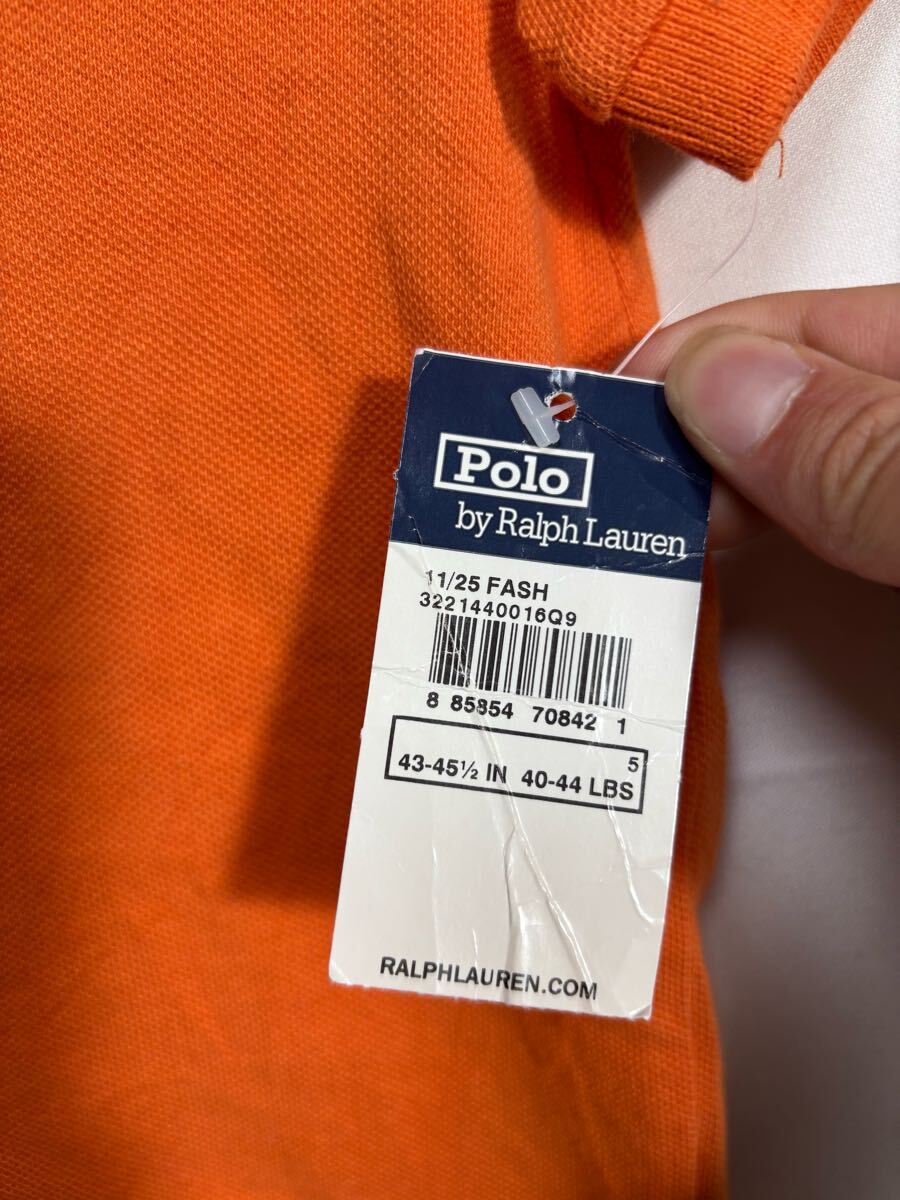 Polo
by Ralph Lauren
11/25 FASH
3221440016Q9
8 85854 70842 1
5
43-45½ IN 40-44 LBS
RALPHLAUREN.COM